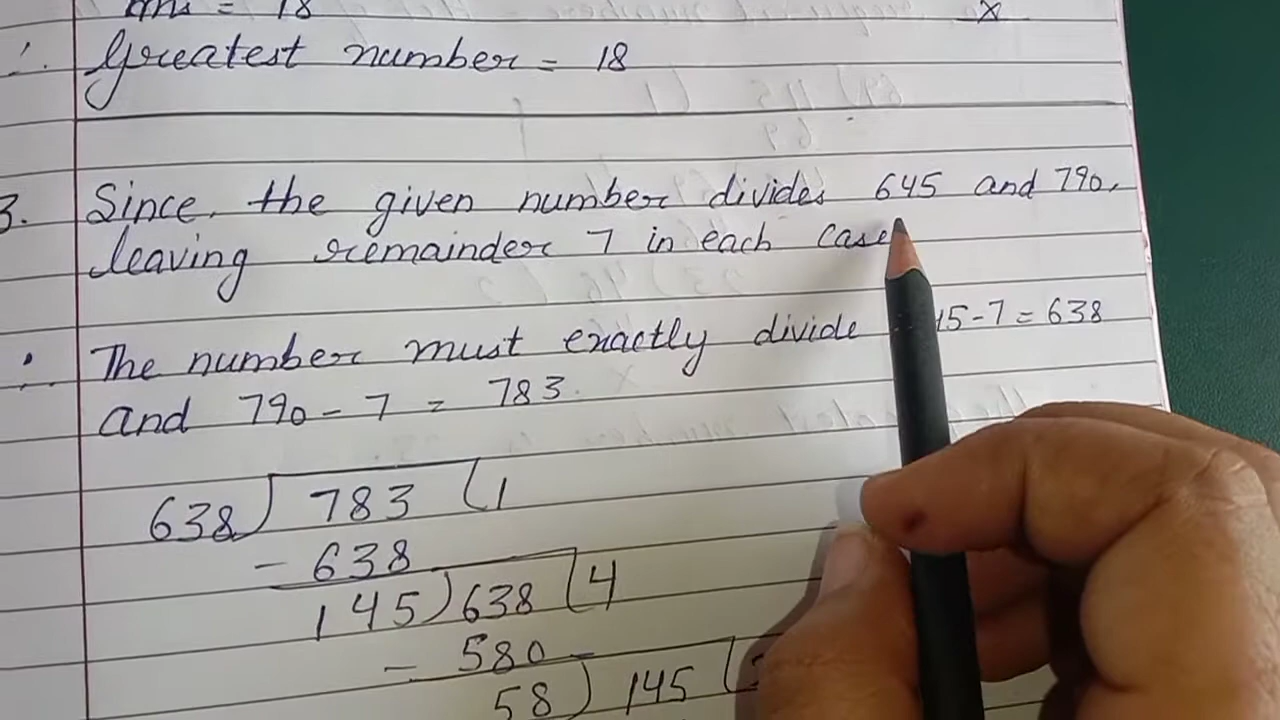 = 18
x
∴ Greatest number = 18
3. Since, the given number divides 645 and 790,
leaving remainder 7 in each case
∴ The number must exactly divide 45-7 = 638
and 790 - 7 = 783.
638 ) 783 ( 1
- 638
145 ) 638 ( 4
- 580
58 ) 145 (